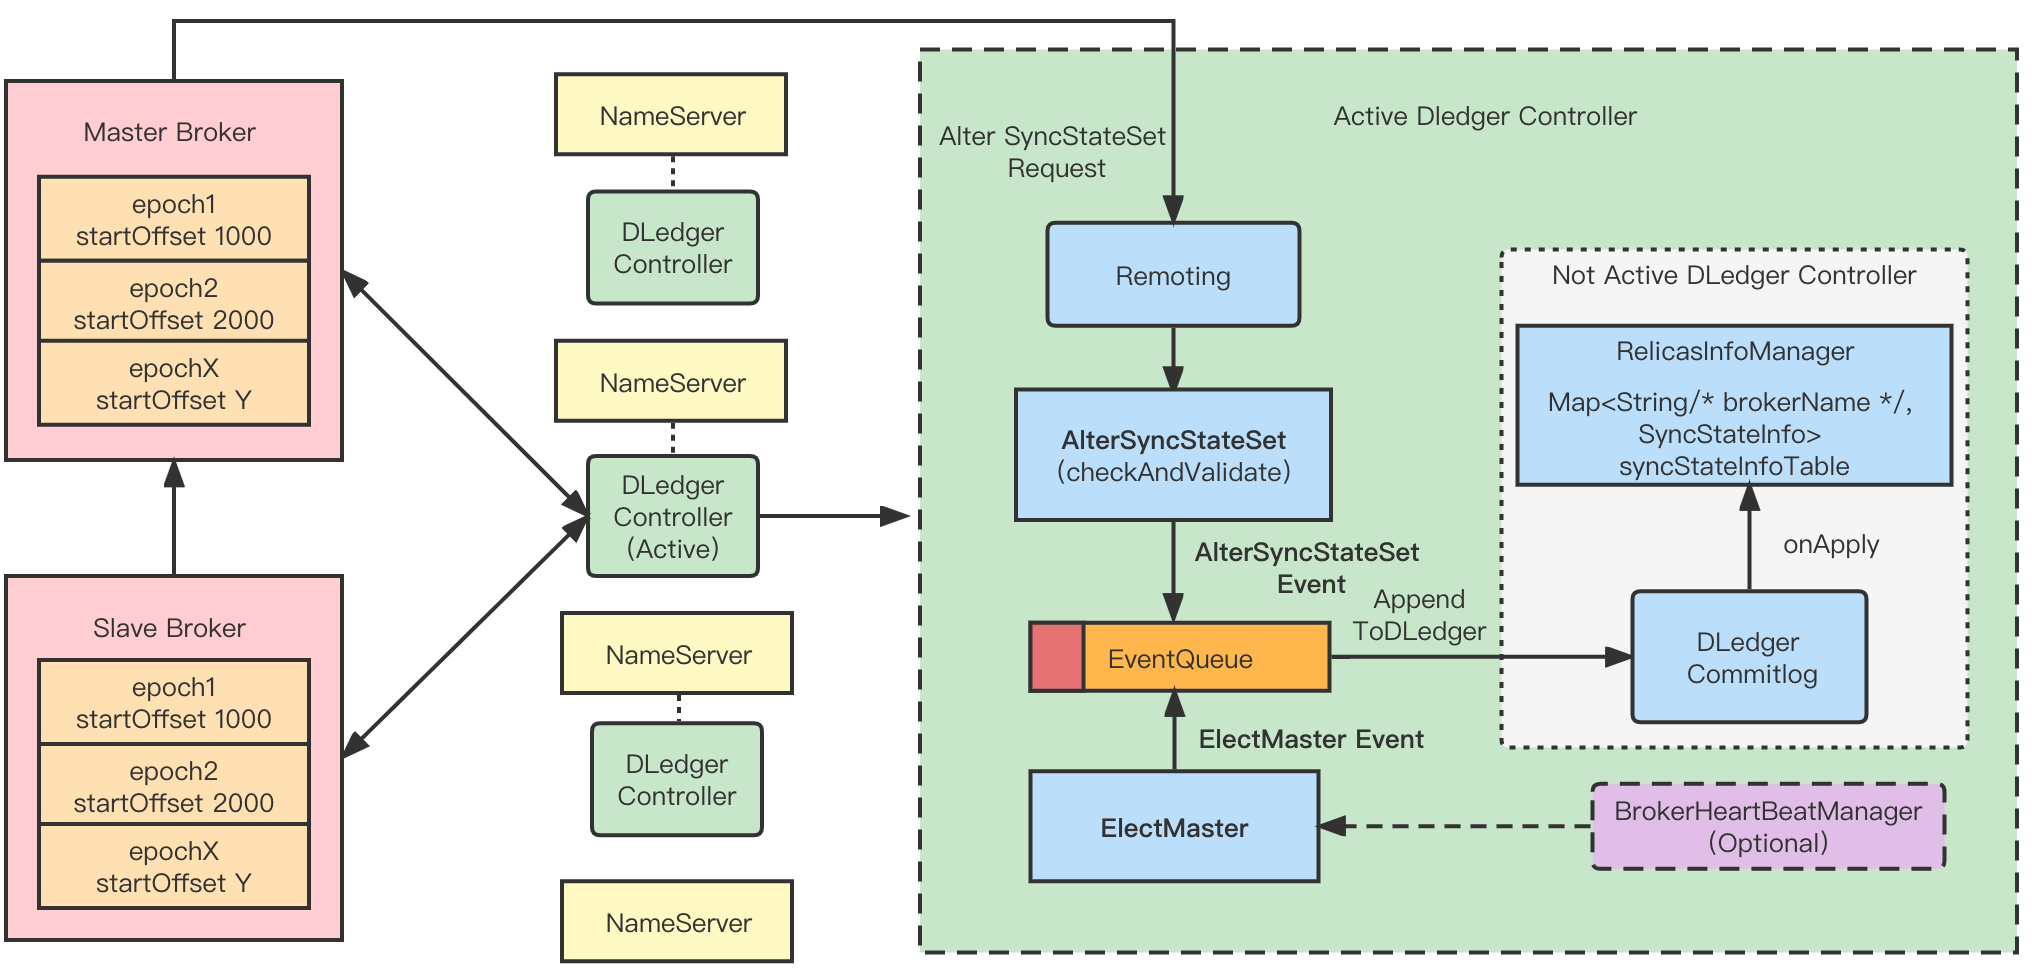 Master Broker
epoch1
startOffset 1000
epoch2
startOffset 2000
epochX
startOffset Y
Slave Broker
epoch1
startOffset 1000
epoch2
startOffset 2000
epochX
startOffset Y
NameServer
DLedger
Controller
NameServer
DLedger
Controller
(Active)
NameServer
DLedger
Controller
NameServer
Active Dledger Controller
Alter SyncStateSet
Request
Remoting
AlterSyncStateSet
(checkAndValidate)
AlterSyncStateSet
Event
EventQueue
Append
ToDLedger
ElectMaster Event
ElectMaster
Not Active DLedger Controller
RelicasInfoManager
Map<String/* brokerName */,
SyncStateInfo>
syncStateInfoTable
onApply
DLedger
Commitlog
BrokerHeartBeatManager
(Optional)